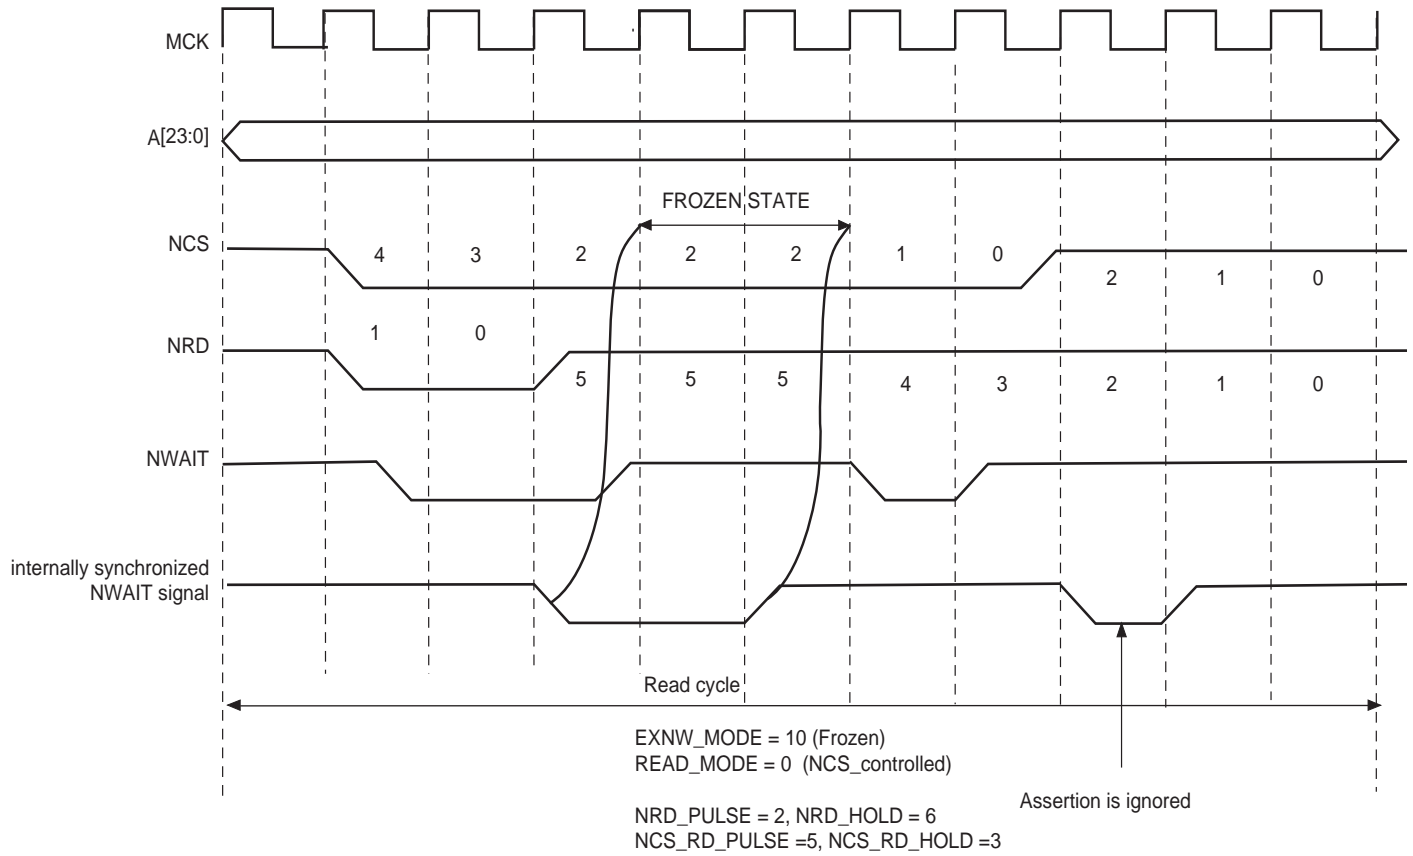 MCK
A[23:0]
FROZEN STATE
NCS
4 3 2 2 2 1 0
2 1 0
1 0
NRD
5 5 5 4 3 2 1 0
NWAIT
internally synchronized
NWAIT signal
Read cycle
EXNW_MODE = 10 (Frozen)
READ_MODE = 0 (NCS_controlled)
Assertion is ignored
NRD_PULSE = 2, NRD_HOLD = 6
NCS_RD_PULSE =5, NCS_RD_HOLD =3